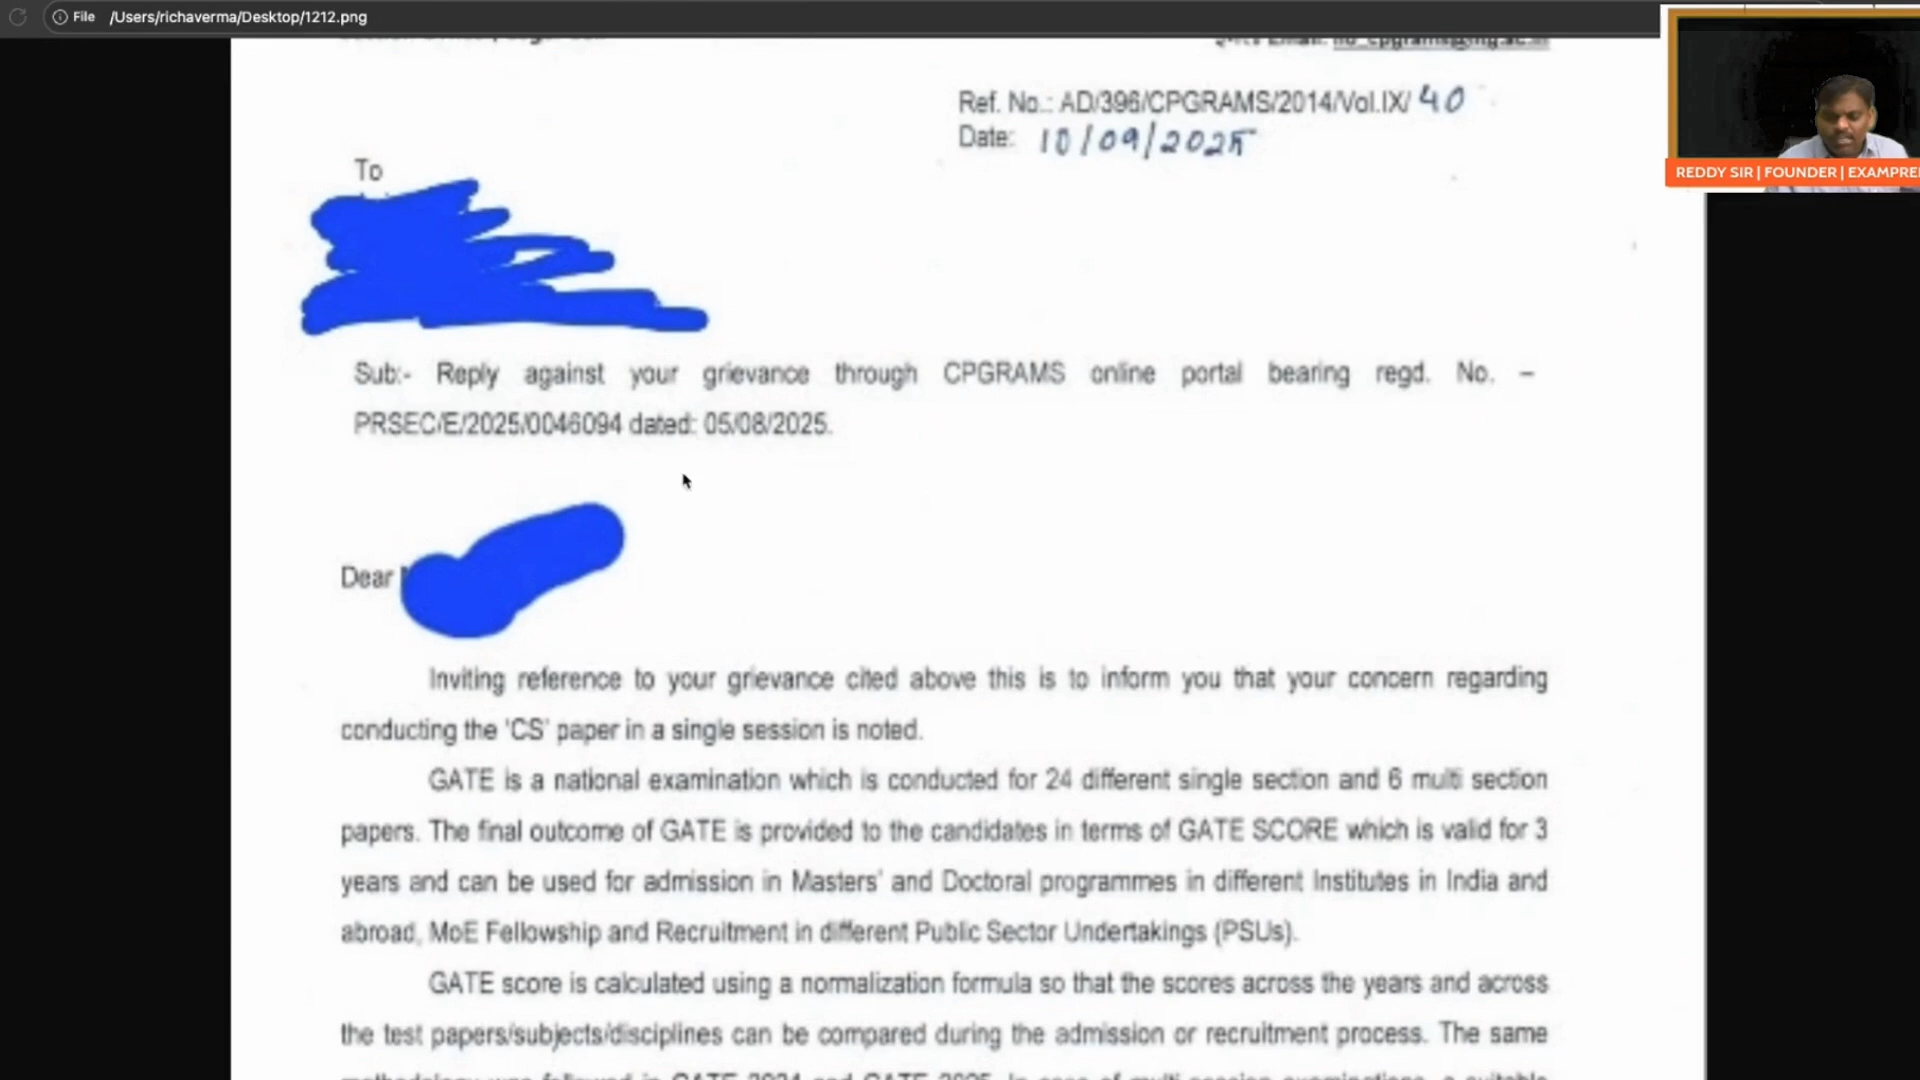 File /Users/richaverma/Desktop/1212.png
Ref. No.: AD/396/CPGRAMS/2014/Vol.IX/ 40
Date: 10/09/2025
REDDY SIR | FOUNDER | EXAMPRE
To
Sub:- Reply against your grievance through CPGRAMS online portal bearing regd. No. –
PRSEC/E/2025/0046094 dated: 05/08/2025.
Dear
Inviting reference to your grievance cited above this is to inform you that your concern regarding
conducting the 'CS' paper in a single session is noted.
GATE is a national examination which is conducted for 24 different single section and 6 multi section
papers. The final outcome of GATE is provided to the candidates in terms of GATE SCORE which is valid for 3
years and can be used for admission in Masters' and Doctoral programmes in different Institutes in India and
abroad, MoE Fellowship and Recruitment in different Public Sector Undertakings (PSUs).
GATE score is calculated using a normalization formula so that the scores across the years and across
the test papers/subjects/disciplines can be compared during the admission or recruitment process. The same